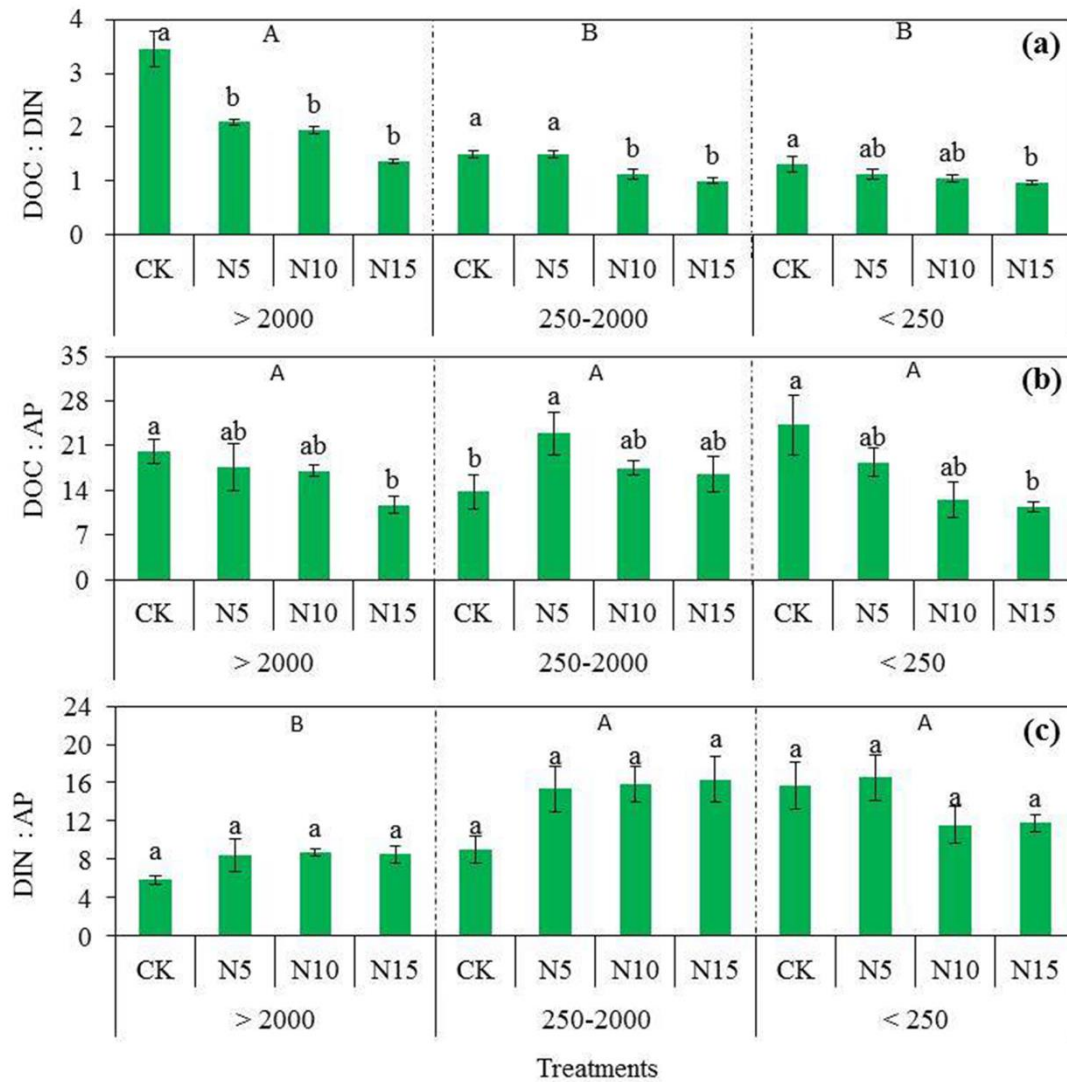 4
3
2
1
0
DOC : DIN
A B B (a)
a b b b a a b b a ab ab b
CK N5 N10 N15 CK N5 N10 N15 CK N5 N10 N15
> 2000 250-2000 < 250
35
28
21
14
7
0
DOC : AP
A A A (b)
a ab ab b b a ab ab a ab ab b
CK N5 N10 N15 CK N5 N10 N15 CK N5 N10 N15
> 2000 250-2000 < 250
24
20
16
12
8
4
0
DIN : AP
B A A (c)
a a a a a a a a a a a a
CK N5 N10 N15 CK N5 N10 N15 CK N5 N10 N15
> 2000 250-2000 < 250
Treatments